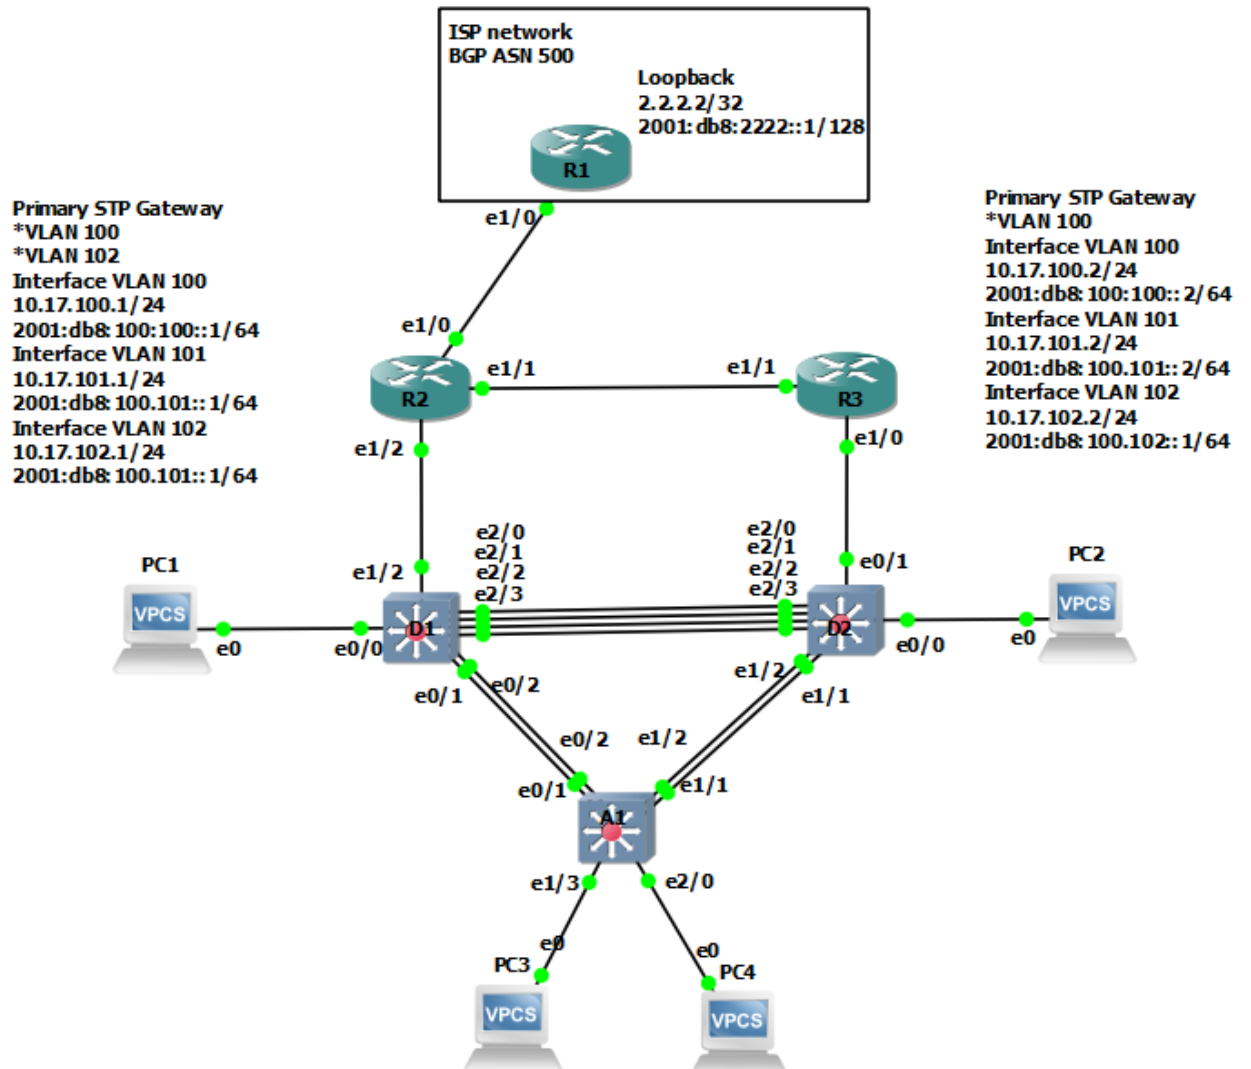 ISP network
BGP ASN 500
Loopback
2.2.2.2/32
2001:db8:2222::1/128
R1
e1/0
Primary STP Gateway
*VLAN 100
*VLAN 102
Interface VLAN 100
10.17.100.1/24
2001:db8:100:100::1/64
Interface VLAN 101
10.17.101.1/24
2001:db8:100.101::1/64
Interface VLAN 102
10.17.102.1/24
2001:db8:100.101::1/64
Primary STP Gateway
*VLAN 100
Interface VLAN 100
10.17.100.2/24
2001:db8:100:100::2/64
Interface VLAN 101
10.17.101.2/24
2001:db8:100.101::2/64
Interface VLAN 102
10.17.102.2/24
2001:db8:100.102::1/64
e1/0
e1/1
e1/1
R2
R3
e1/2
e1/0
e2/0
e2/1
e2/2
e2/3
e2/0
e2/1
e2/2
e2/3
e1/2
e0/1
PC1
VPCS
e0
e0/0
D1
D2
e0/0
e0
PC2
VPCS
e0/1
e0/2
e1/2
e1/1
e0/2
e0/1
e1/2
e1/1
A1
e1/3
e2/0
e0
e0
PC3
VPCS
PC4
VPCS